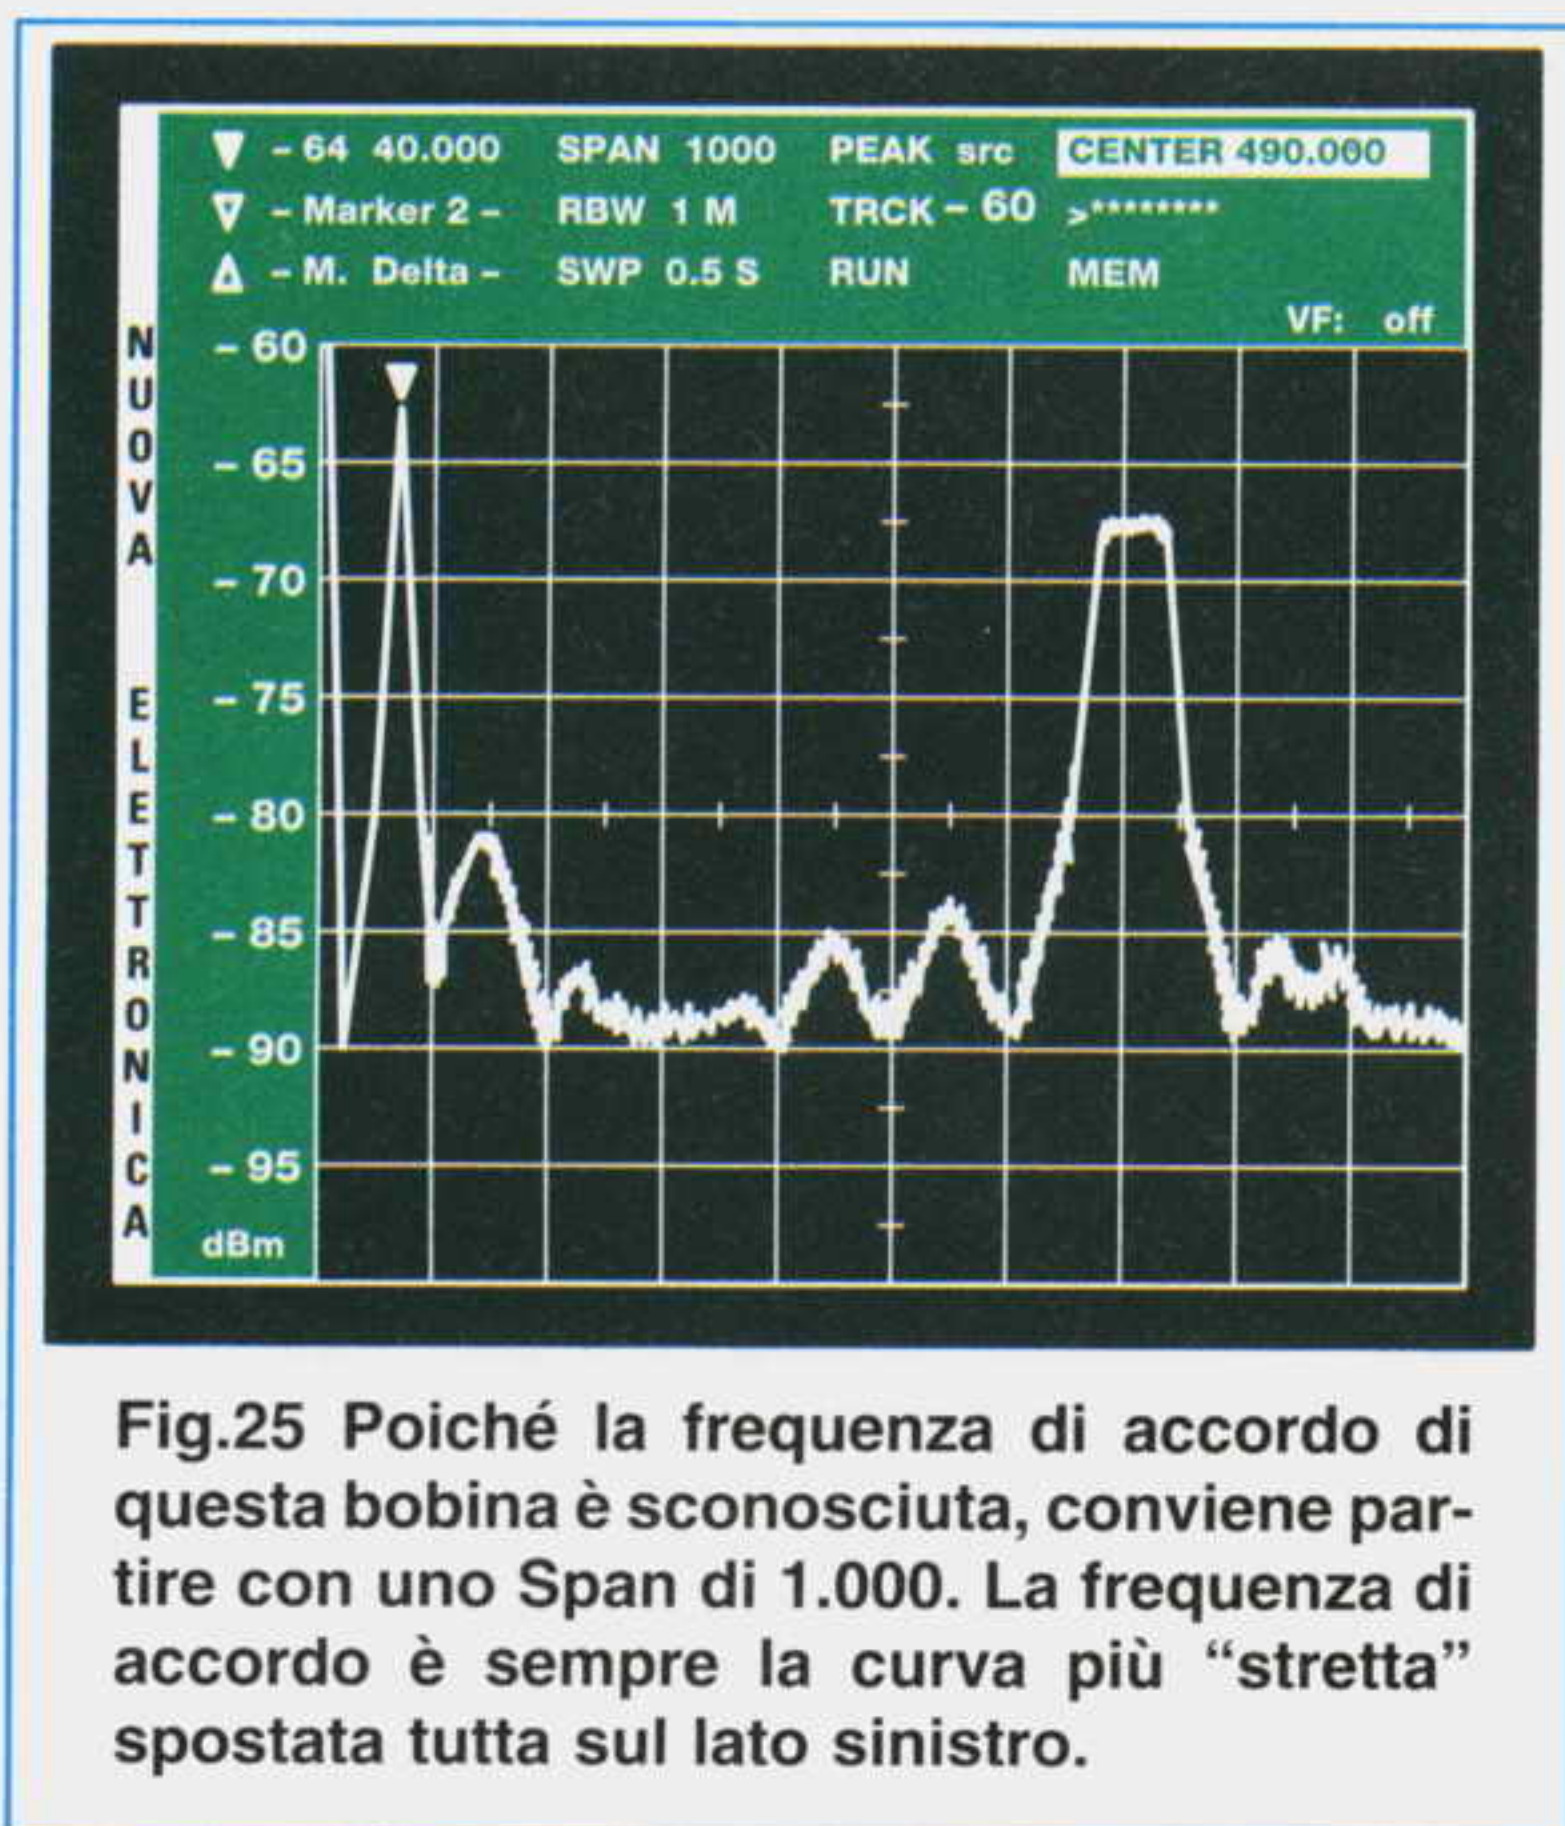 ▼ - 64 40.000 SPAN 1000 PEAK src CENTER 490.000
- Marker 2 - RBW 1 M TRCK - 60 >********
- M. Delta - SWP 0.5 S RUN MEM
VF: off
NUOVA ELETTRONICA
- 60
- 65
- 70
- 75
- 80
- 85
- 90
- 95
dBm
Fig.25 Poiché la frequenza di accordo di
questa bobina è sconosciuta, conviene par-
tire con uno Span di 1.000. La frequenza di
accordo è sempre la curva più “stretta”
spostata tutta sul lato sinistro.